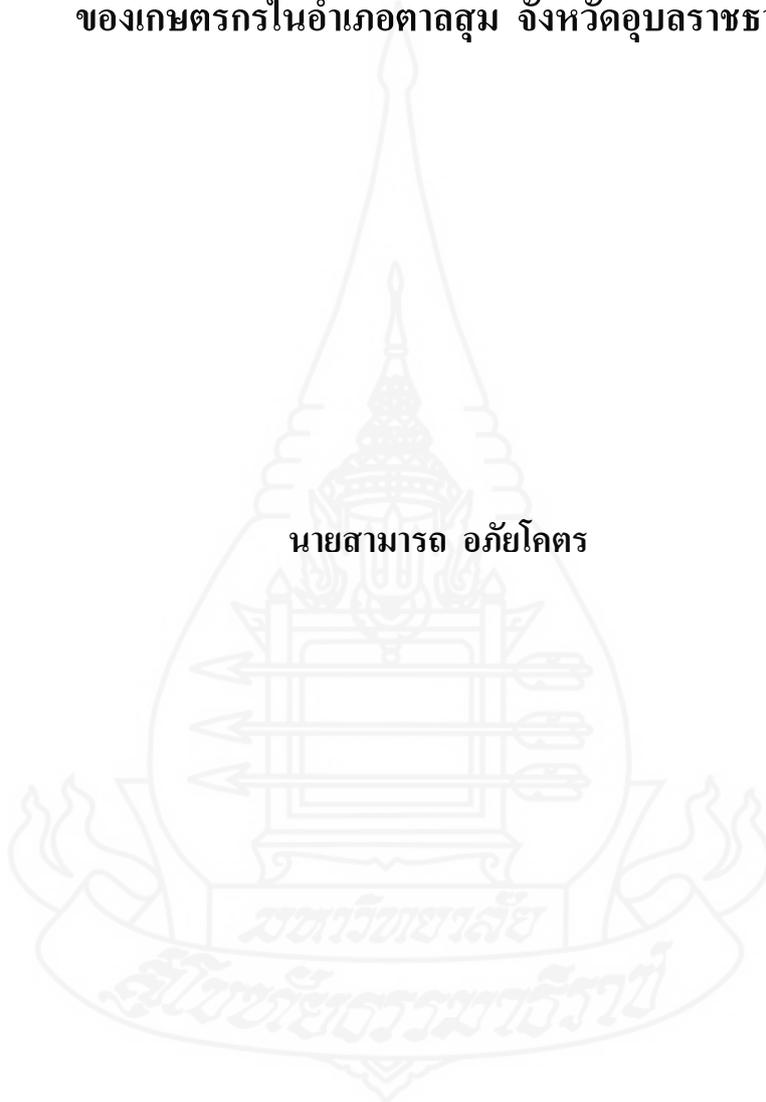 ของเกษตรกรในอำเภอตาลสุม จังหวัดอุบลราชธา
นายสามารถ อภัยโคตร
มหาวิทยาลัย
สุโขทัยธรรมาธิราช